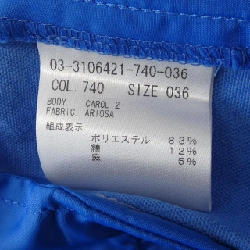 03-3106421-740-036
COL. 740 SIZE 036
BODY CAROL 2
FABRIC ARIOSA
組成表示
ポリエステル 83%
綿 12%
麻 5%